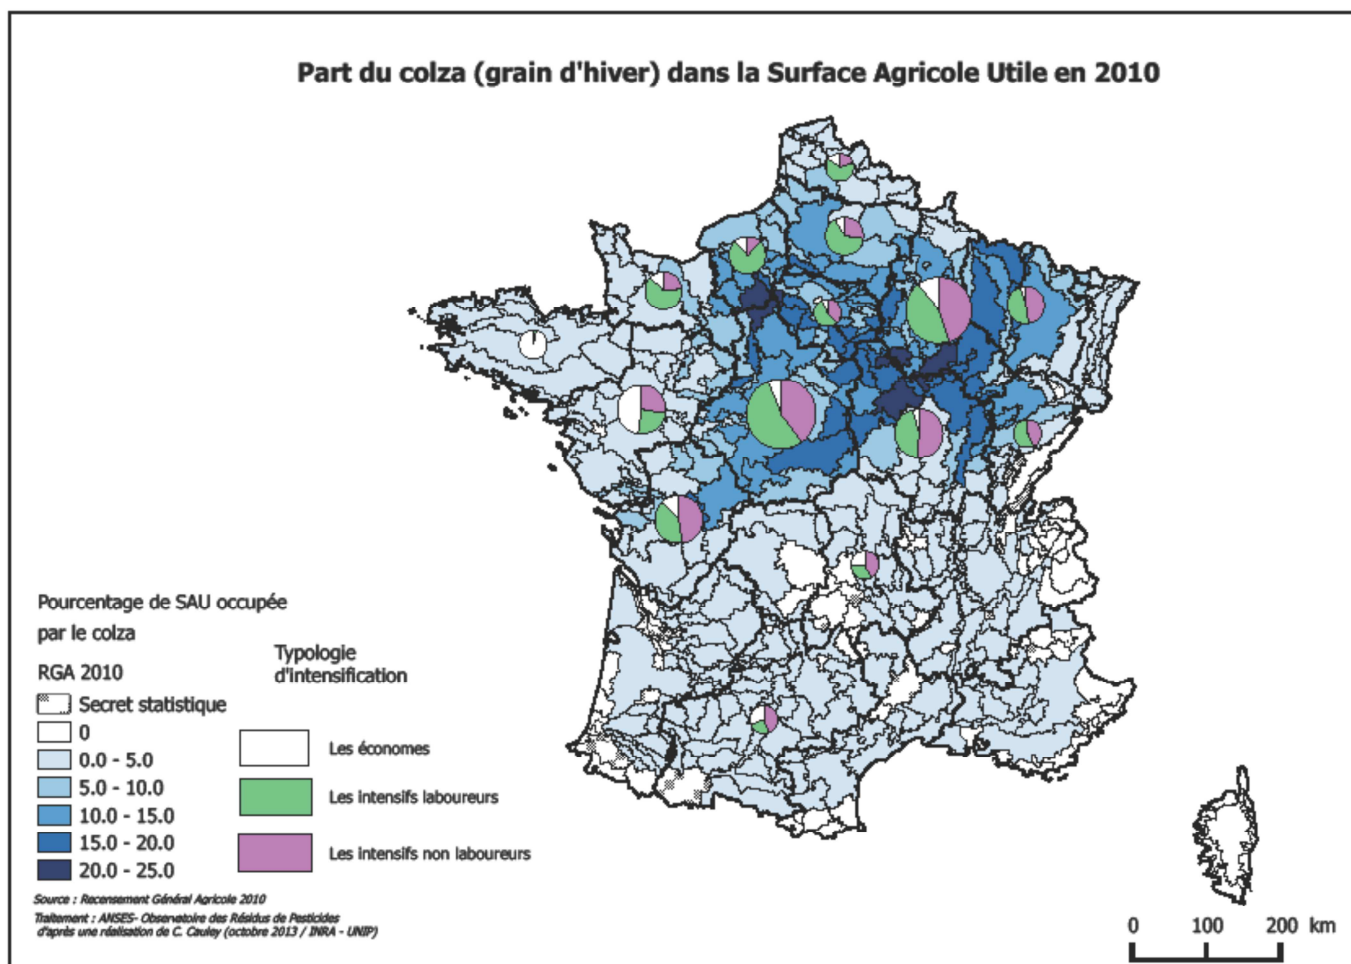 Part du colza (grain d'hiver) dans la Surface Agricole Utile en 2010
Pourcentage de SAU occupée
par le colza
RGA 2010
Secret statistique
0
0.0 - 5.0
5.0 - 10.0
10.0 - 15.0
15.0 - 20.0
20.0 - 25.0
Typologie
d'intensification
Les économes
Les intensifs laboureurs
Les intensifs non laboureurs
Source : Recensement Général Agricole 2010
Traitement : ANSES- Observatoire des Résidus de Pesticides
d'après une réalisation de C. Cauley (octobre 2013 / INRA - UNIP)
0 100 200 km